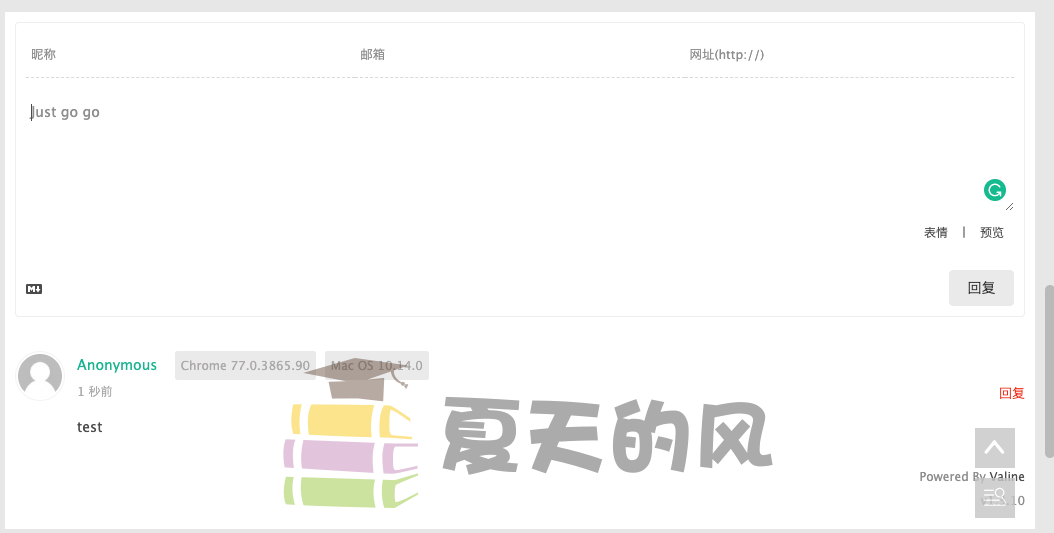 昵称 邮箱 网址(http://)
Just go go
表情 | 预览
回复
Anonymous Chrome 77.0.3865.90 Mac OS 10.14.0
1 秒前 回复
test
夏天的风
Powered By Valine